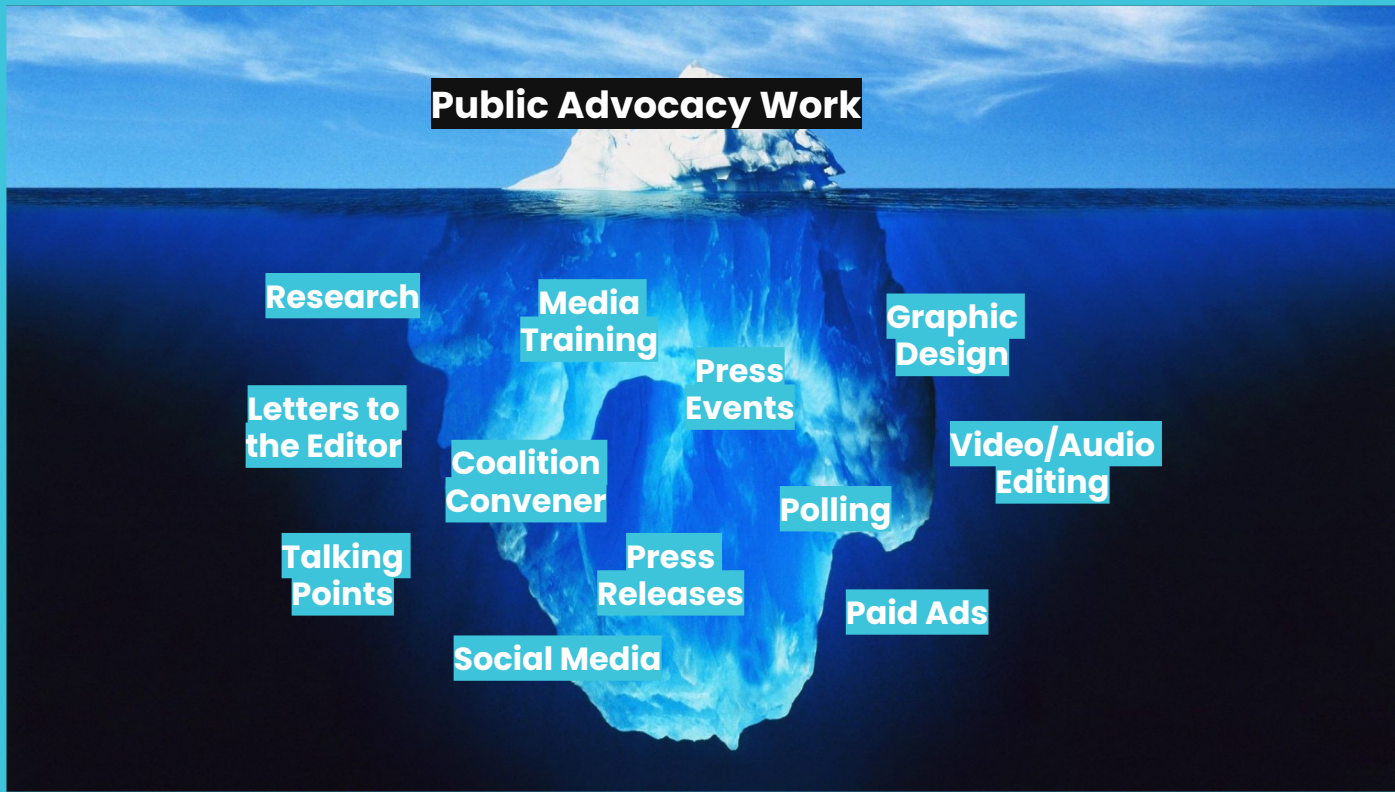 Public Advocacy Work
Research
Media
Training
Graphic
Design
Press
Events
Letters to
the Editor
Video/Audio
Editing
Coalition
Convener
Polling
Talking
Points
Press
Releases
Paid Ads
Social Media